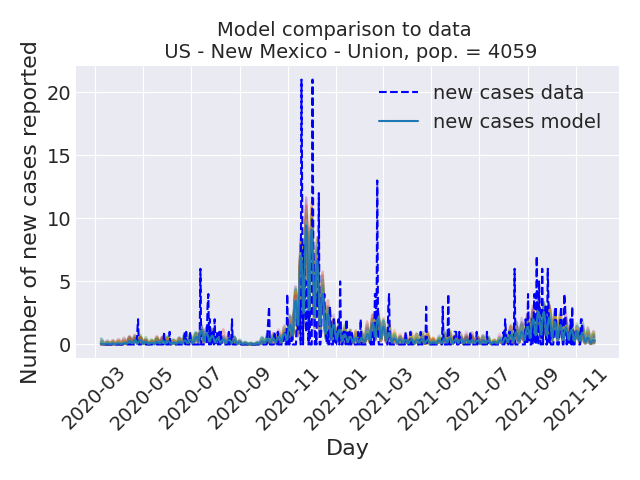 Model comparison to data
US - New Mexico - Union, pop. = 4059
Number of new cases reported
20
15
10
5
0
new cases data
new cases model
2020-03
2020-05
2020-07
2020-09
2020-11
2021-01
2021-03
2021-05
2021-07
2021-09
2021-11
Day